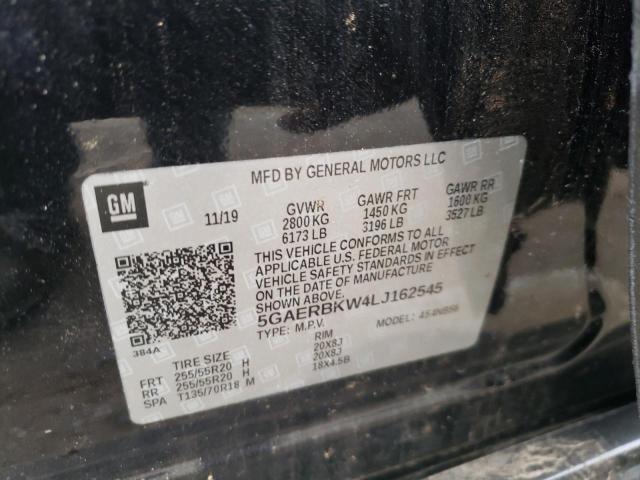 MFD BY GENERAL MOTORS LLC
GM
11/19 GVWR GAWR FRT GAWR RR
2800 KG 1450 KG 1600 KG
6173 LB 3196 LB 3527 LB
THIS VEHICLE CONFORMS TO ALL
APPLICABLE U.S. FEDERAL MOTOR
VEHICLE SAFETY STANDARDS IN EFFECT
ON THE DATE OF MANUFACTURE
SHOWN ABOVE.
5GAERBKW4LJ162545
TYPE: M.P.V. MODEL:
384A
TIRE SIZE RIM
FRT 255/55R20 H 20X8J
RR 255/55R20 H 20X8J
SPA T135/70R18 M 18X4.5B